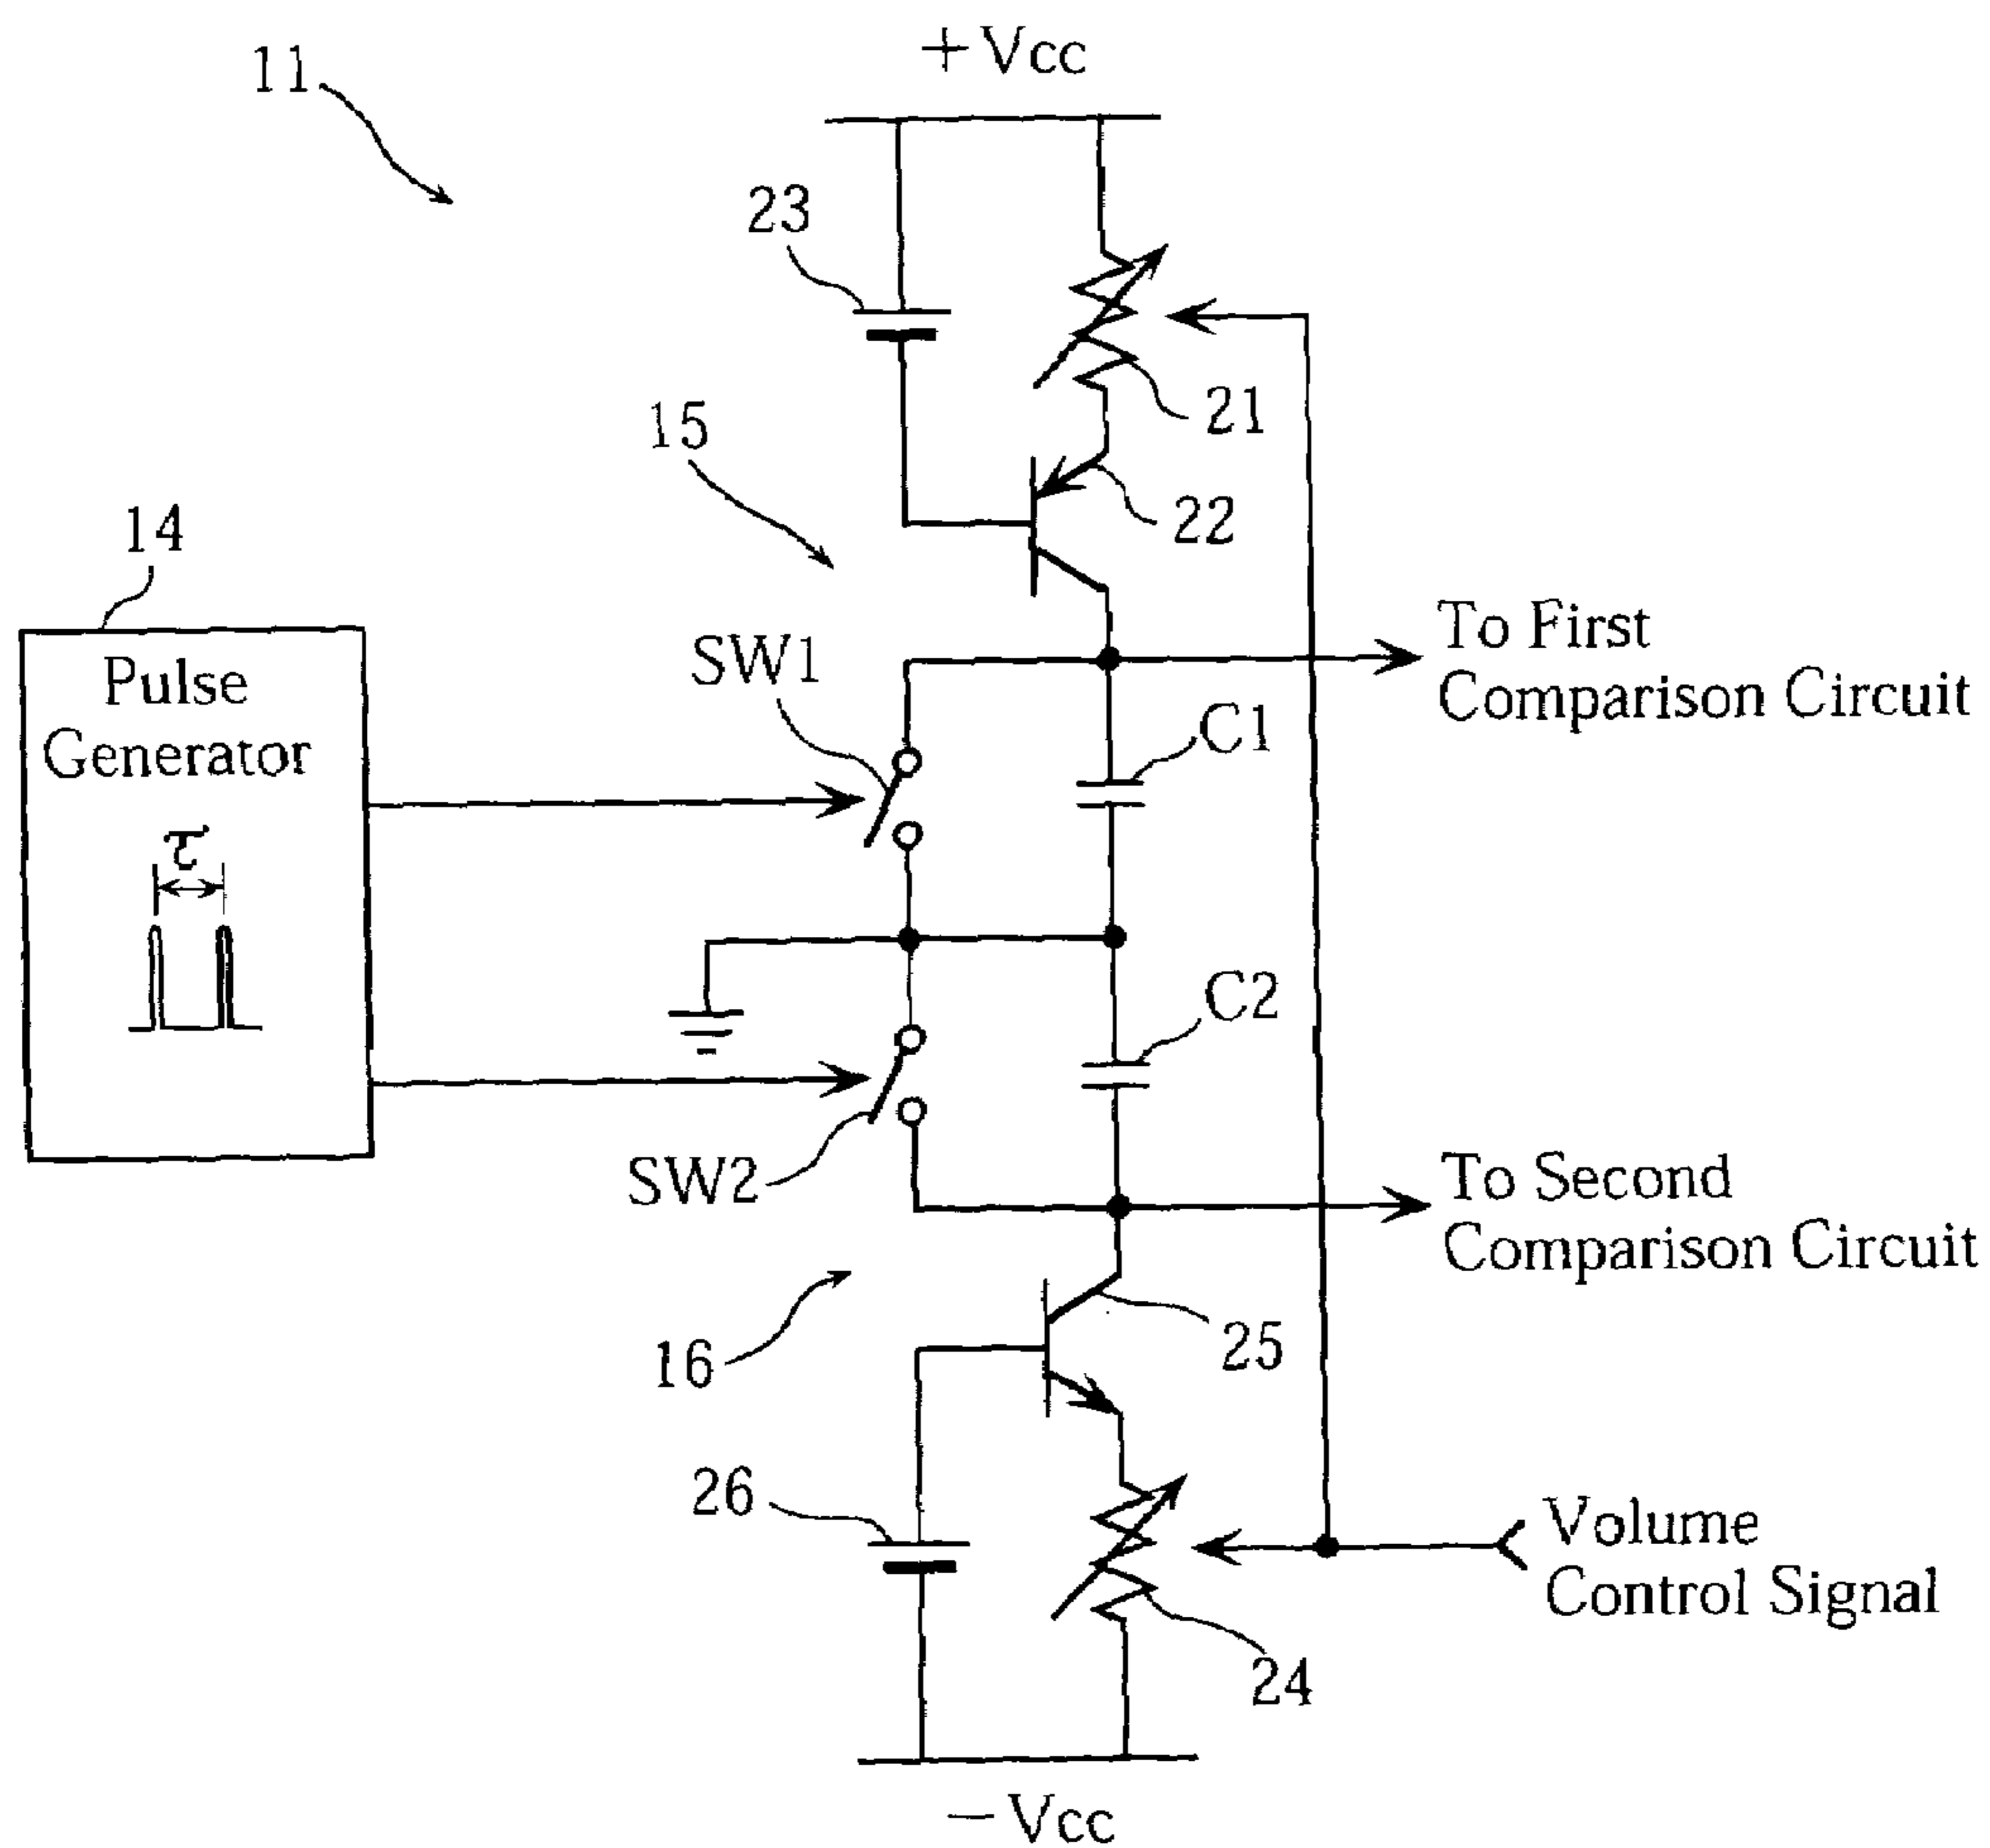 11
+Vcc
23
21
15
22
14
Pulse
Generator
τ
SW1
To First
Comparison Circuit
C1
C2
SW2
To Second
Comparison Circuit
16
25
26
Volume
Control Signal
24
−Vcc